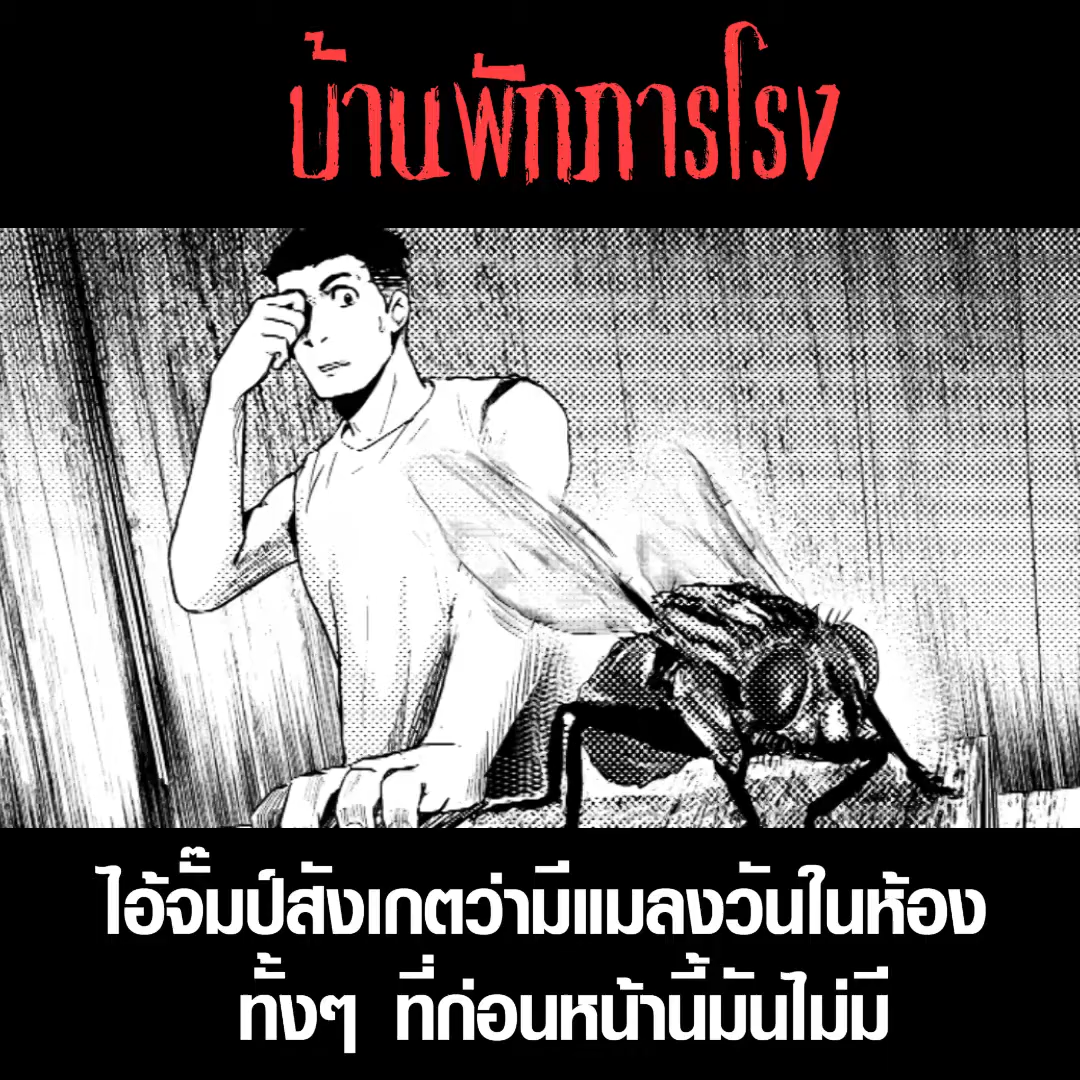 บ้านพักภารโรง
ไอ้จั๊มป์สังเกตว่ามีแมลงวันในห้อง
ทั้งๆ ที่ก่อนหน้านี้มันไม่มี